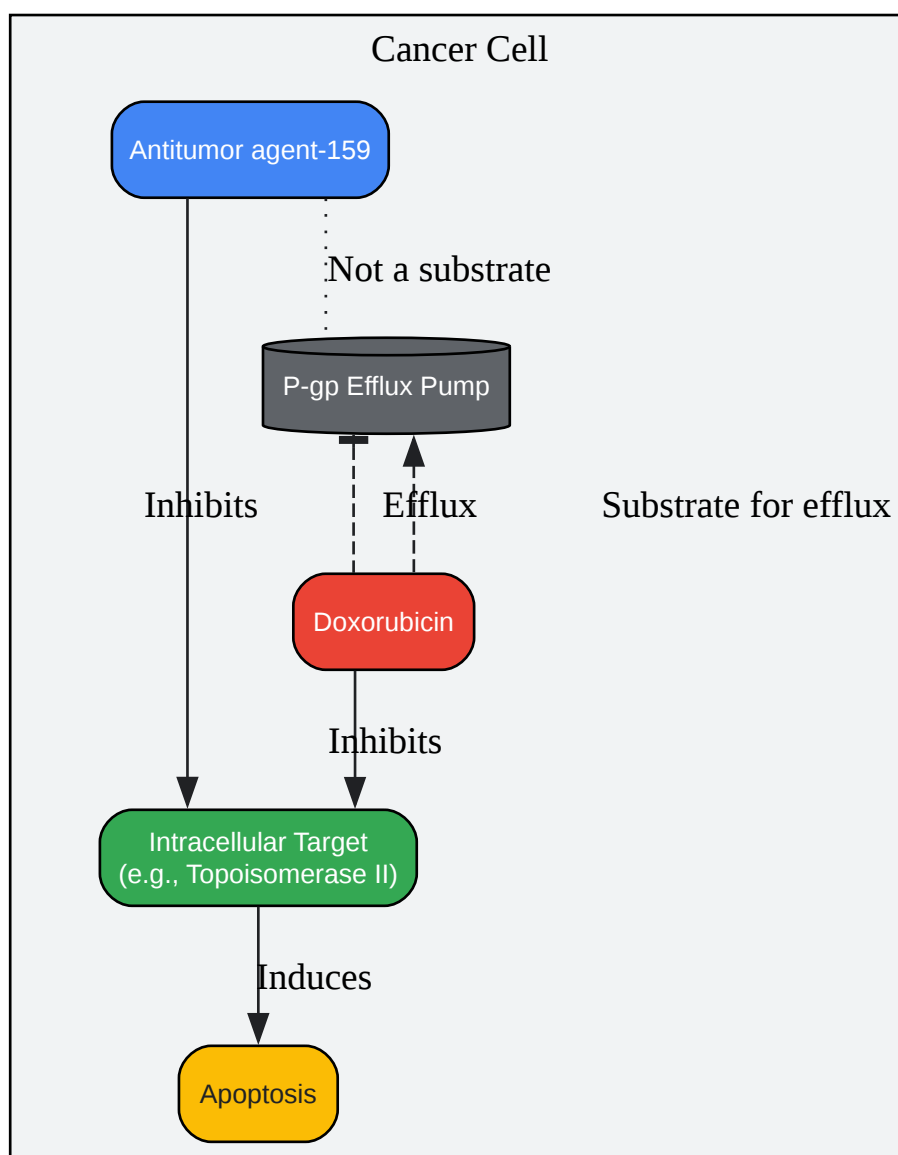 Cancer Cell
Antitumor agent-159
Not a substrate
P-gp Efflux Pump
Inhibits
Efflux
Substrate for efflux
Doxorubicin
Inhibits
Intracellular Target
(e.g., Topoisomerase II)
Induces
Apoptosis